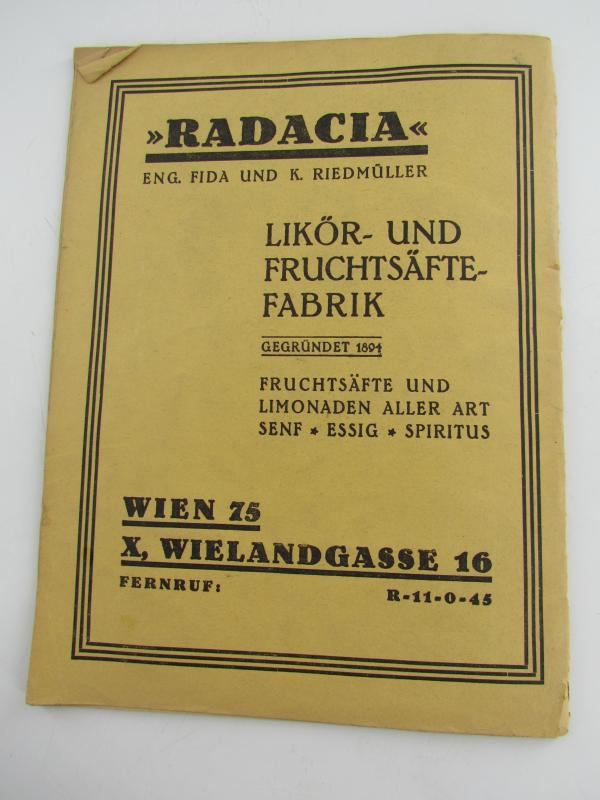 »RADACIA«
ENG. FIDA UND K. RIEDMÜLLER
LIKÖR- UND
FRUCHTSÄFTE-
FABRIK
GEGRÜNDET 1894
FRUCHTSÄFTE UND
LIMONADEN ALLER ART
SENF ★ ESSIG ★ SPIRITUS
WIEN 75
X, WIELANDGASSE 16
FERNRUF: R-11-0-45